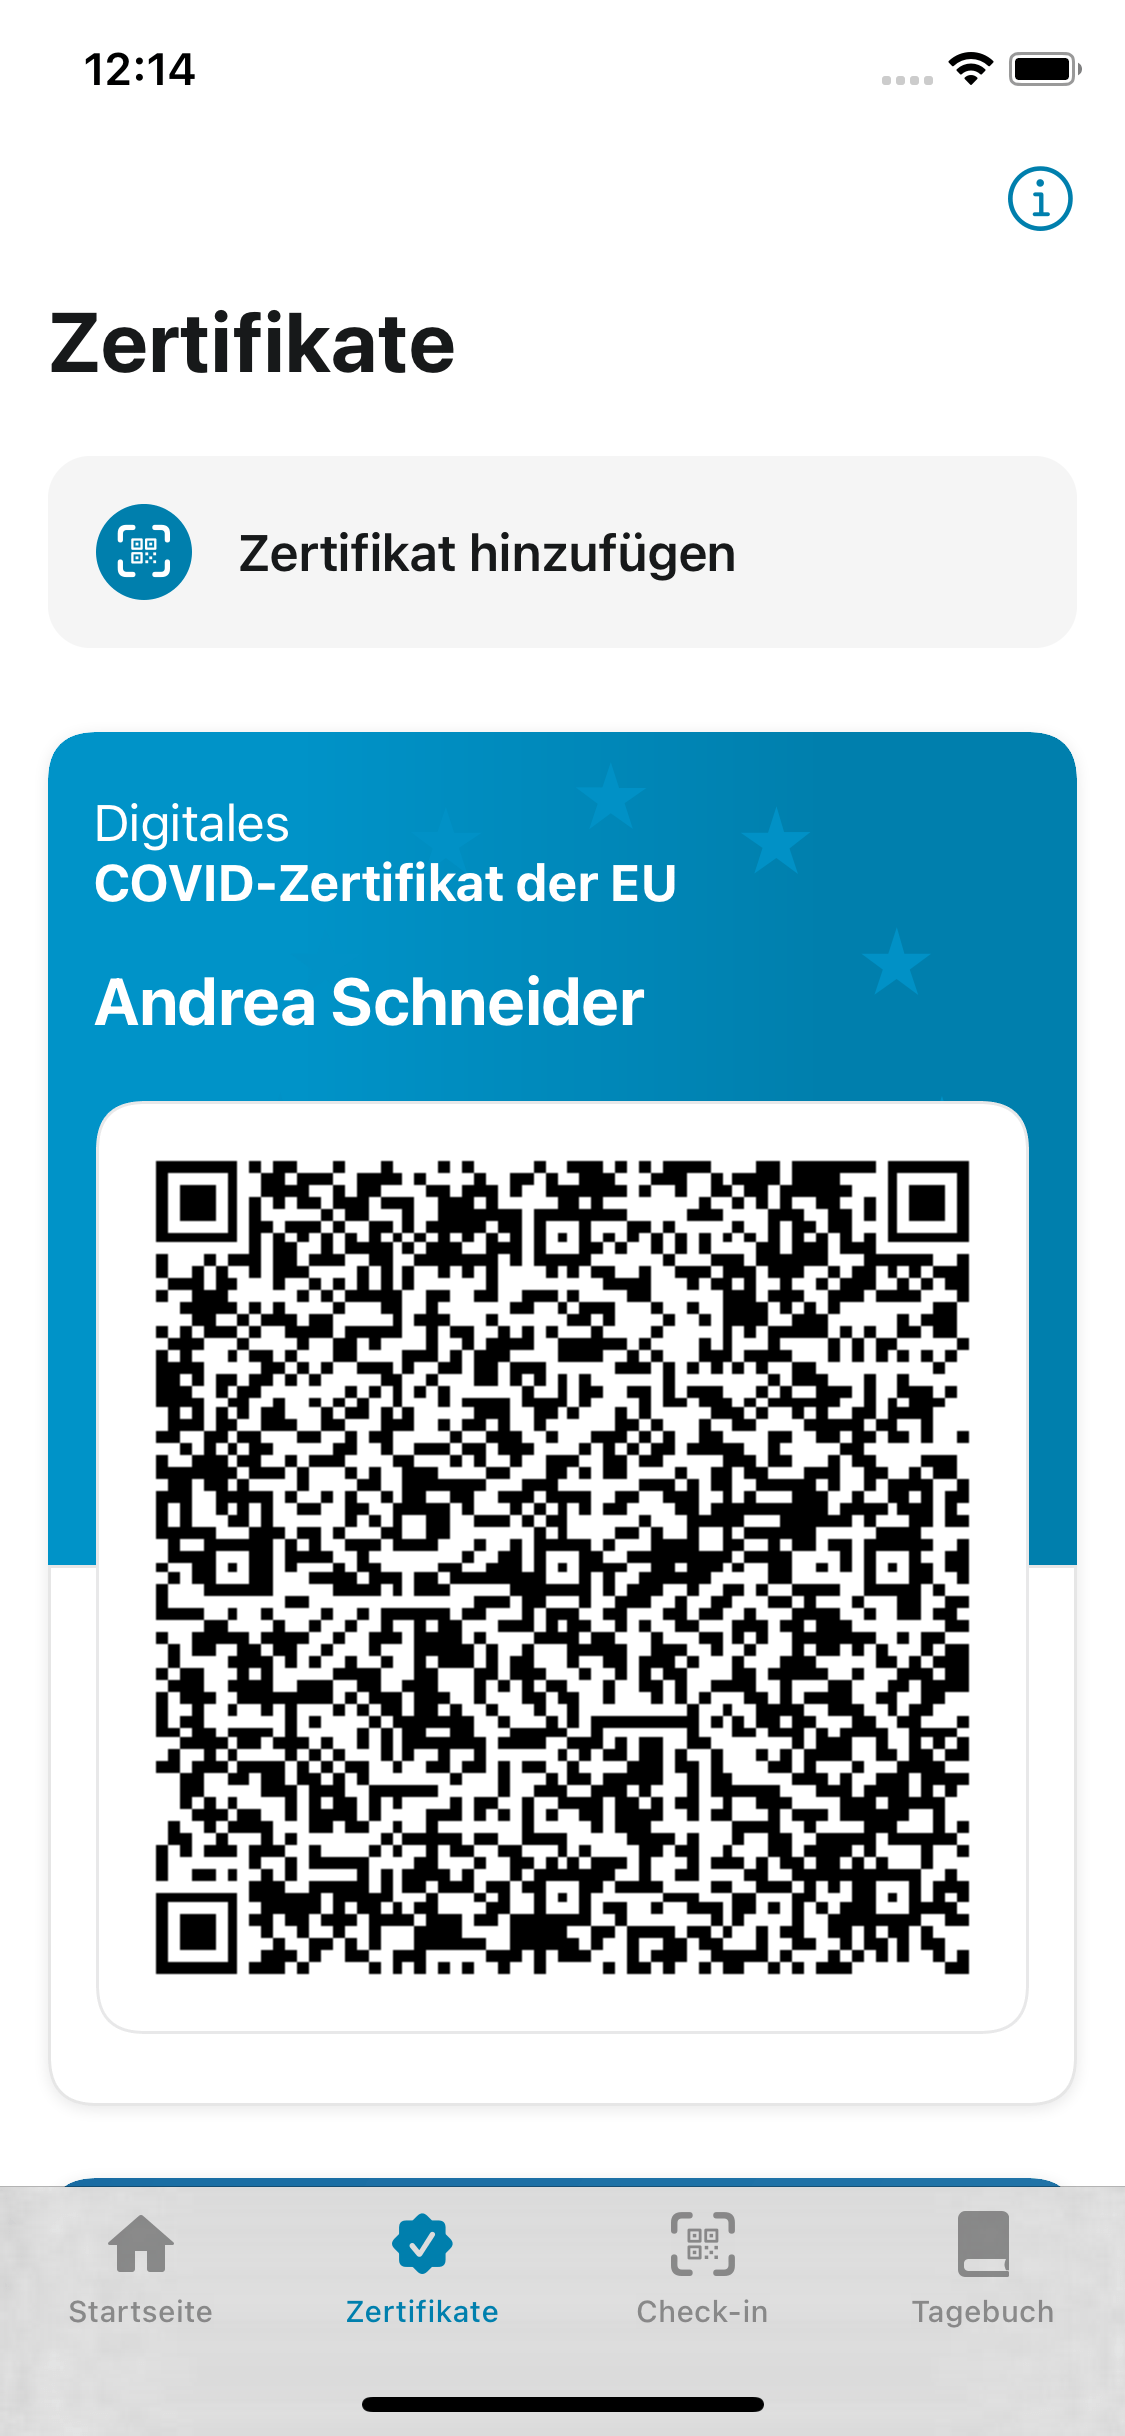 12:14
Zertifikate
Zertifikat hinzufügen
Digitales
COVID-Zertifikat der EU
Andrea Schneider
Startseite
Zertifikate
Check-in
Tagebuch